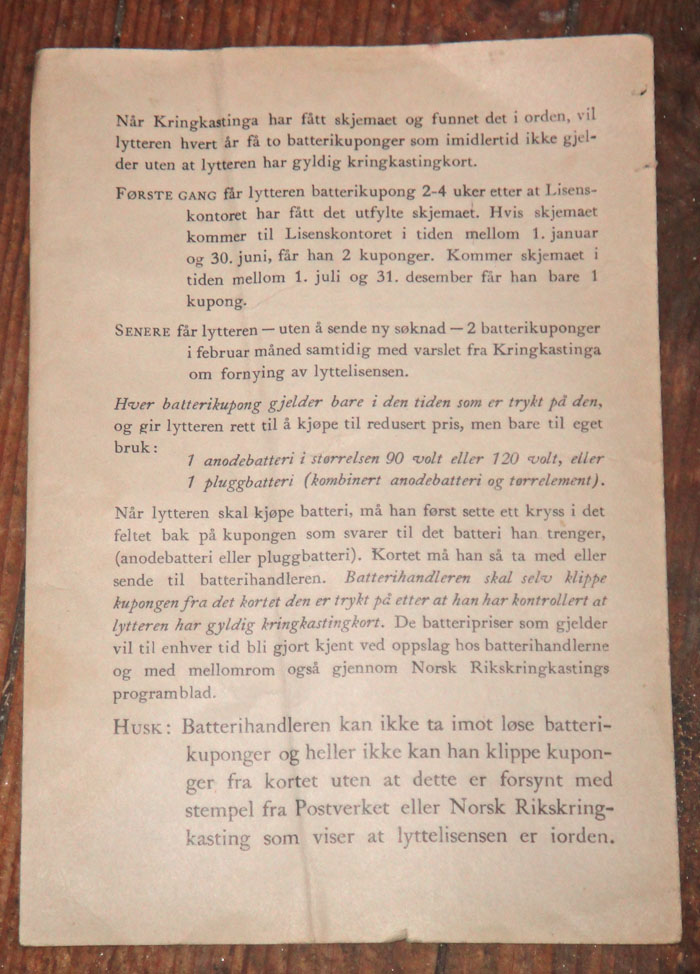 Når Kringkastinga har fått skjemaet og funnet det i orden, vil
lytteren hvert år få to batterikuponger som imidlertid ikke gjel-
der uten at lytteren har gyldig kringkastingkort.
FØRSTE GANG får lytteren batterikupong 2-4 uker etter at Lisens-
kontoret har fått det utfylte skjemaet. Hvis skjemaet
kommer til Lisenskontoret i tiden mellom 1. januar
og 30. juni, får han 2 kuponger. Kommer skjemaet i
tiden mellom 1. juli og 31. desember får han bare 1
kupong.
SENERE får lytteren — uten å sende ny søknad — 2 batterikuponger
i februar måned samtidig med varslet fra Kringkastinga
om fornying av lyttelisensen.
Hver batterikupong gjelder bare i den tiden som er trykt på den,
og gir lytteren rett til å kjøpe til redusert pris, men bare til eget
bruk:
1 anodebatteri i størrelsen 90 volt eller 120 volt, eller
1 pluggbatteri (kombinert anodebatteri og tørrelement).
Når lytteren skal kjøpe batteri, må han først sette ett kryss i det
feltet bak på kupongen som svarer til det batteri han trenger,
(anodebatteri eller pluggbatteri). Kortet må han så ta med eller
sende til batterihandleren. Batterihandleren skal selv klippe
kupongen fra det kortet den er trykt på etter at han har kontrollert at
lytteren har gyldig kringkastingkort. De batteripriser som gjelder
vil til enhver tid bli gjort kjent ved oppslag hos batterihandlerne
og med mellomrom også gjennom Norsk Rikskringkastings
programblad.
HUSK: Batterihandleren kan ikke ta imot løse batteri-
kuponger og heller ikke kan han klippe kupon-
ger fra kortet uten at dette er forsynt med
stempel fra Postverket eller Norsk Rikskring-
kasting som viser at lyttelisensen er iorden.